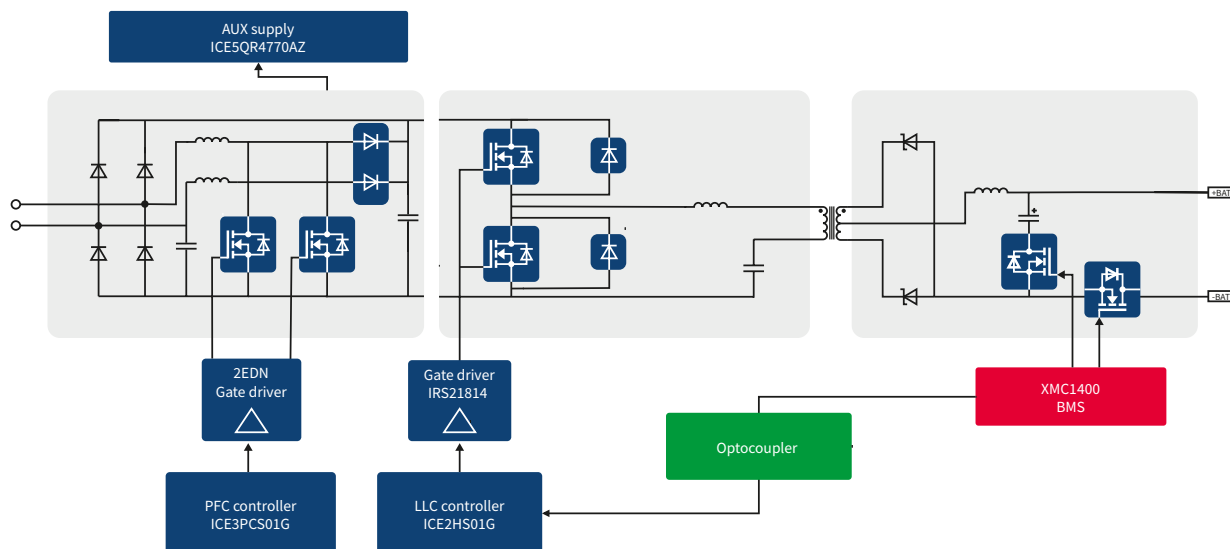 AUX supply
ICE5QR4770AZ
+BAT
-BAT
2EDN
Gate driver
Gate driver
IRS21814
XMC1400
BMS
Optocoupler
PFC controller
ICE3PCS01G
LLC controller
ICE2HS01G